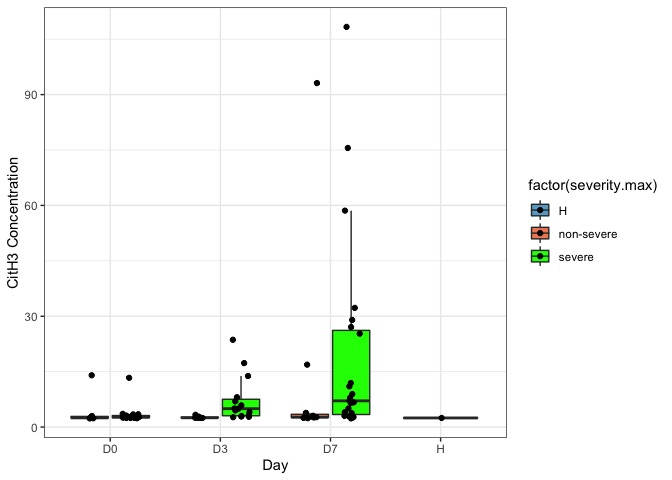 90
60
30
0
CitH3 Concentration
D0 D3 D7 H
Day
factor(severity.max)
H
non-severe
severe